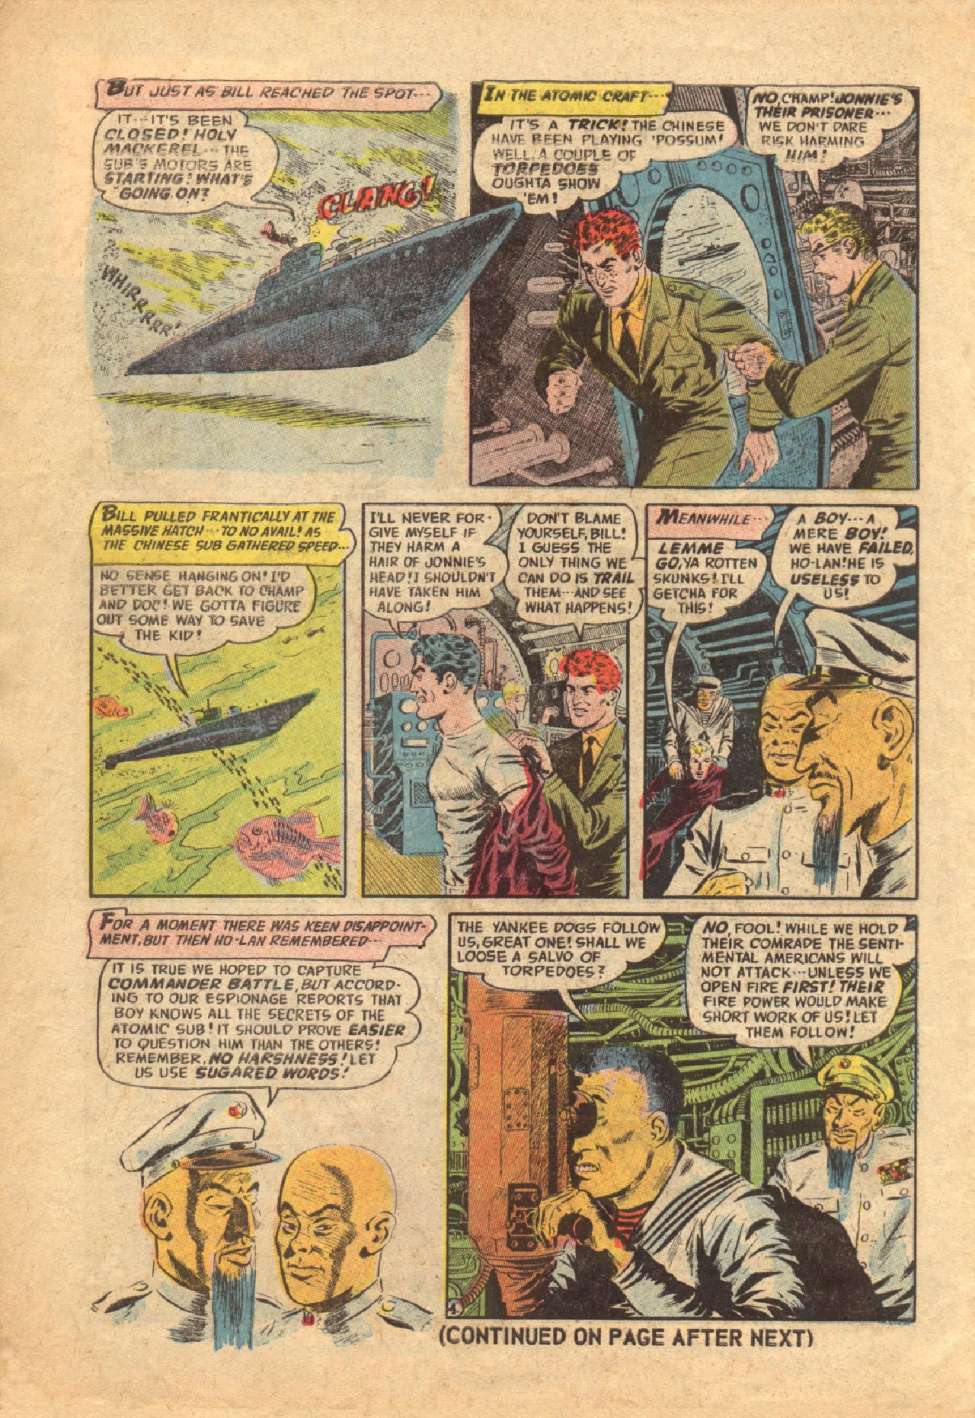 BUT JUST AS BILL REACHED THE SPOT---
IT--IT'S BEEN
CLOSED! HOLY
MACKEREL---THE
SUB'S MOTORS ARE
STARTING! WHAT'S
GOING ON?
CLANG!
WHIRRRRR!
IN THE ATOMIC CRAFT---
IT'S A TRICK! THE CHINESE
HAVE BEEN PLAYING 'POSSUM!
WELL, A COUPLE OF
TORPEDOES
OUGHTA SHOW
'EM!
NO, CHAMP! JONNIE'S
THEIR PRISONER---
WE DON'T DARE
RISK HARMING
HIM!
BILL PULLED FRANTICALLY AT THE
MASSIVE HATCH---TO NO AVAIL! AS
THE CHINESE SUB GATHERED SPEED---
NO SENSE HANGING ON! I'D
BETTER GET BACK TO CHAMP
AND DOC! WE GOTTA FIGURE
OUT SOME WAY TO SAVE
THE KID!
I'LL NEVER FOR-
GIVE MYSELF IF
THEY HARM A
HAIR OF JONNIE'S
HEAD! I SHOULDN'T
HAVE TAKEN HIM
ALONG!
DON'T BLAME
YOURSELF, BILL!
I GUESS THE
ONLY THING WE
CAN DO IS TRAIL
THEM---AND SEE
WHAT HAPPENS!
MEANWHILE---
LEMME
GO, YA ROTTEN
SKUNKS! I'LL
GETCHA FOR
THIS!
A BOY---A
MERE BOY!
WE HAVE FAILED,
HO-LAN! HE IS
USELESS TO
US!
FOR A MOMENT THERE WAS KEEN DISAPPOINT-
MENT, BUT THEN HO-LAN REMEMBERED---
IT IS TRUE WE HOPED TO CAPTURE
COMMANDER BATTLE, BUT ACCORD-
ING TO OUR ESPIONAGE REPORTS THAT
BOY KNOWS ALL THE SECRETS OF THE
ATOMIC SUB! IT SHOULD PROVE EASIER
TO QUESTION HIM THAN THE OTHERS!
REMEMBER, NO HARSHNESS! LET
US USE SUGARED WORDS!
THE YANKEE DOGS FOLLOW
US, GREAT ONE! SHALL WE
LOOSE A SALVO OF
TORPEDOES?
NO, FOOL! WHILE WE HOLD
THEIR COMRADE THE SENTI-
MENTAL AMERICANS WILL
NOT ATTACK---UNLESS WE
OPEN FIRE FIRST! THEIR
FIRE POWER WOULD MAKE
SHORT WORK OF US! LET
THEM FOLLOW!
4
(CONTINUED ON PAGE AFTER NEXT)